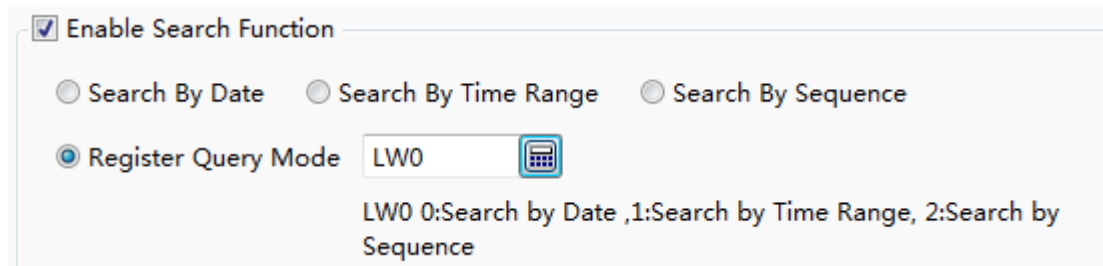 Enable Search Function
Search By Date Search By Time Range Search By Sequence
Register Query Mode LW0
LW0 0:Search by Date ,1:Search by Time Range, 2:Search by
Sequence